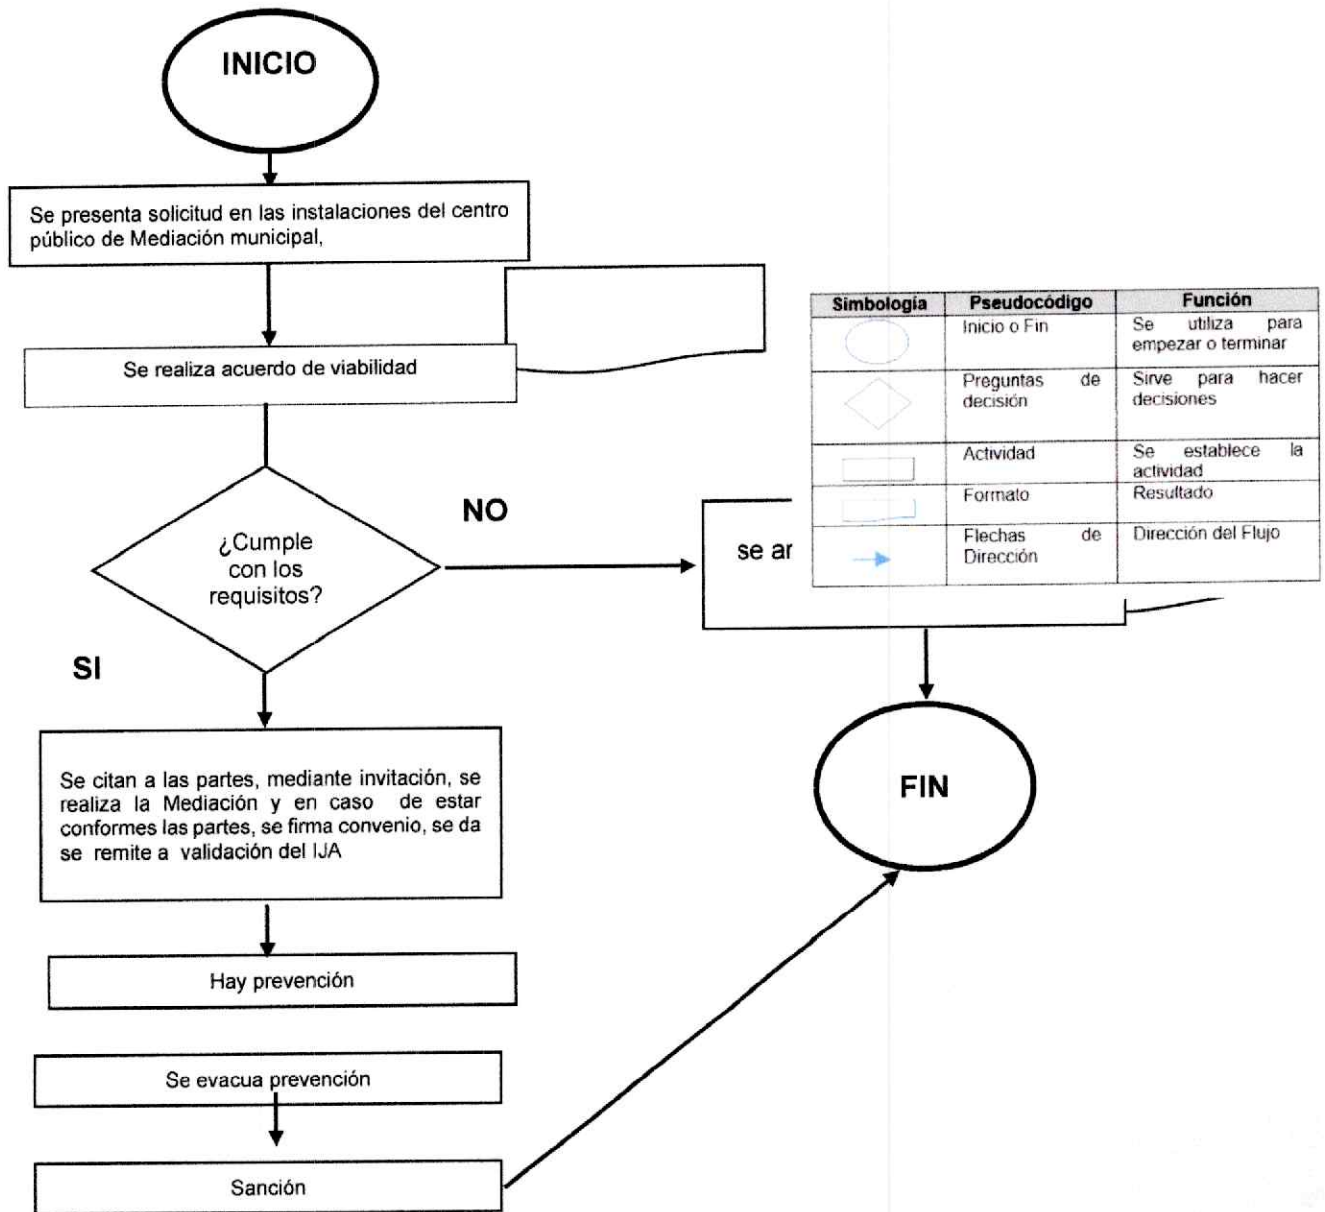 INICIO
Se presenta solicitud en las instalaciones del centro
público de Mediación municipal,
Se realiza acuerdo de viabilidad
¿Cumple
con los
requisitos?
NO
SI
se ar
Simbología Pseudocódigo Función
Inicio o Fin Se utiliza para
empezar o terminar
Preguntas de Sirve para hacer
decisión decisiones
Actividad Se establece la
actividad
Formato Resultado
Flechas de Dirección del Flujo
Dirección
Se citan a las partes, mediante invitación, se
realiza la Mediación y en caso de estar
conformes las partes, se firma convenio, se da
se remite a validación del IJA
FIN
Hay prevención
Se evacua prevención
Sanción